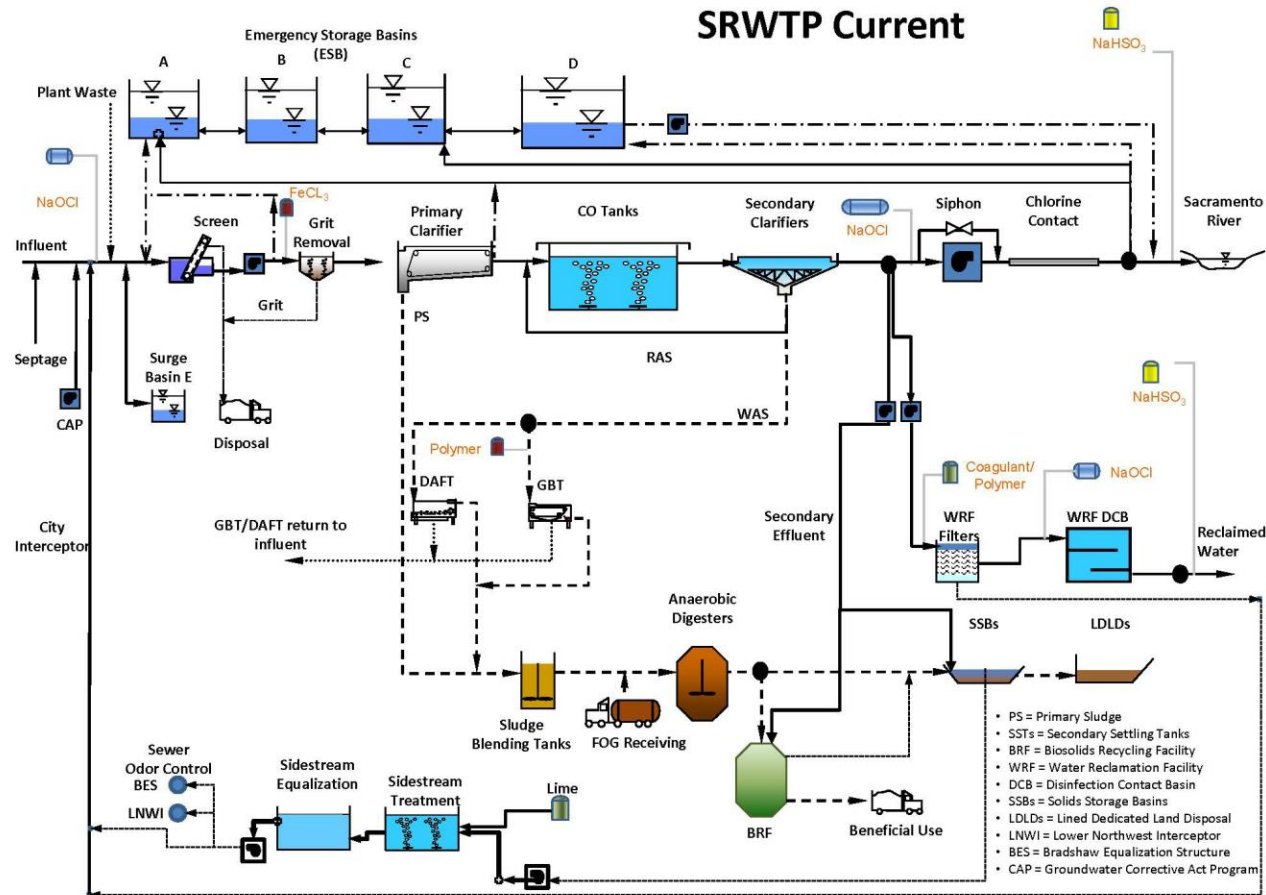 SRWTP Current
NaHSO3
Emergency Storage Basins
(ESB)
A
B
C
D
Plant Waste
NaOCl
FeCL3
Screen
Grit
Removal
Primary
Clarifier
CO Tanks
Secondary
Clarifiers
NaOCl
Siphon
Chlorine
Contact
Sacramento
River
Influent
Grit
PS
Septage
Surge
Basin E
RAS
CAP
Disposal
WAS
NaHSO3
Polymer
DAFT
GBT
Coagulant/
Polymer
NaOCl
City
Interceptor
GBT/DAFT return to
influent
Secondary
Effluent
WRF
Filters
WRF DCB
Reclaimed
Water
Anaerobic
Digesters
SSBs
LDLDs
Sludge
Blending Tanks
FOG Receiving
Sewer
Odor Control
BES
LNWI
Sidestream
Equalization
Sidestream
Treatment
Lime
BRF
Beneficial Use
• PS = Primary Sludge
• SSTs = Secondary Settling Tanks
• BRF = Biosolids Recycling Facility
• WRF = Water Reclamation Facility
• DCB = Disinfection Contact Basin
• SSBs = Solids Storage Basins
• LDLDs = Lined Dedicated Land Disposal
• LNWI = Lower Northwest Interceptor
• BES = Bradshaw Equalization Structure
• CAP = Groundwater Corrective Act Program